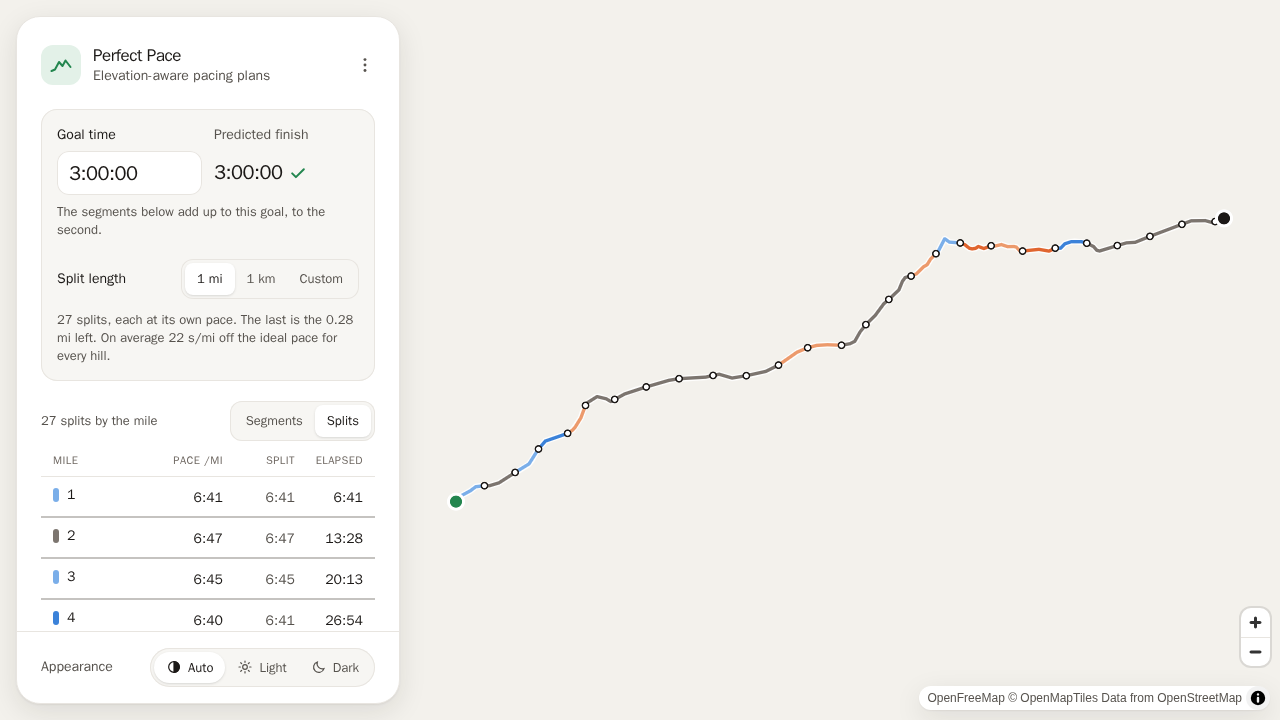 Perfect Pace
Elevation-aware pacing plans
Goal time
Predicted finish
3:00:00
3:00:00
The segments below add up to this goal, to the
second.
Split length
1 mi
1 km
Custom
27 splits, each at its own pace. The last is the 0.28
mi left. On average 22 s/mi off the ideal pace for
every hill.
27 splits by the mile
Segments
Splits
MILE PACE /MI SPLIT ELAPSED
1 6:41 6:41 6:41
2 6:47 6:47 13:28
3 6:45 6:45 20:13
4 6:40 6:41 26:54
Appearance
Auto
Light
Dark
OpenFreeMap © OpenMapTiles Data from OpenStreetMap